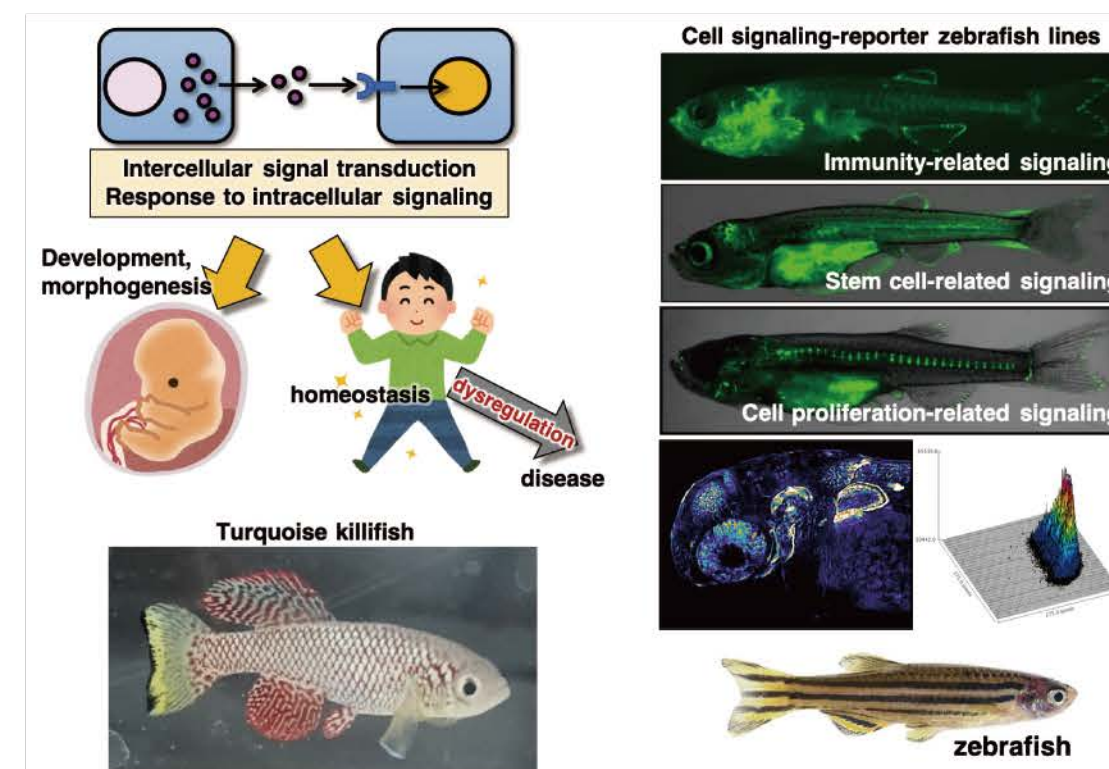 Intercellular signal transduction
Response to intracellular signaling
Development,
morphogenesis
homeostasis
dysregulation
disease
Turquoise killifish
Cell signaling-reporter zebrafish lines
Immunity-related signaling
Stem cell-related signaling
Cell proliferation-related signaling
zebrafish